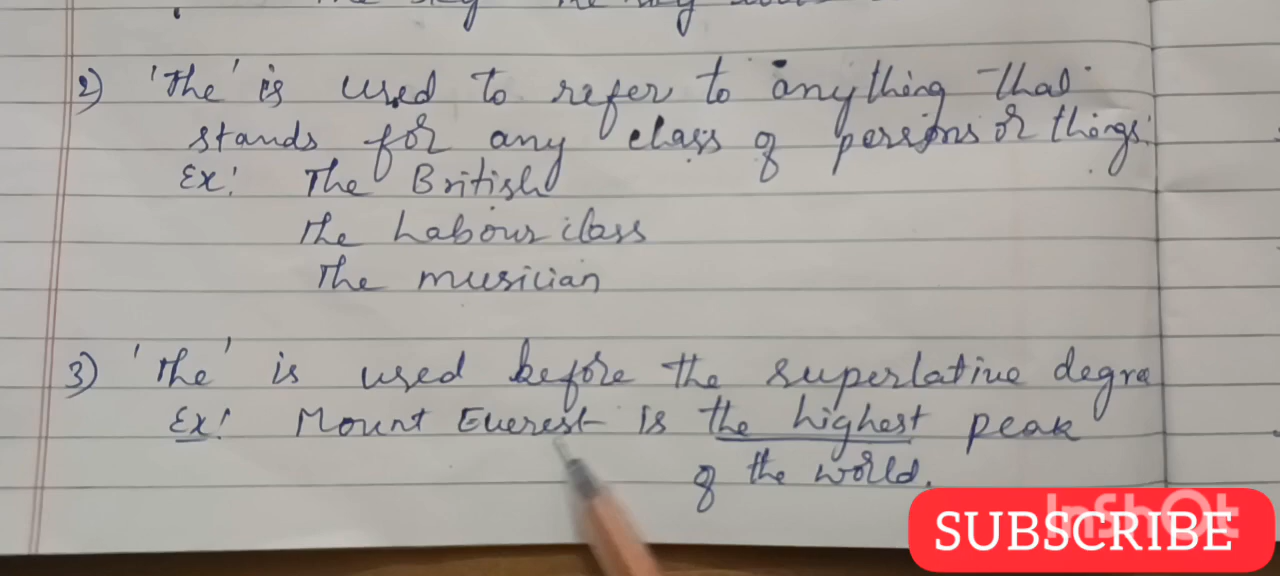 2) 'The' is used to refer to anything that
stands for any class of persons or things.
Ex: The British
The Labour class
The musician
3) 'The' is used before the superlative degre
Ex: Mount Everest is the highest peak
of the world.
InShOt
SUBSCRIBE